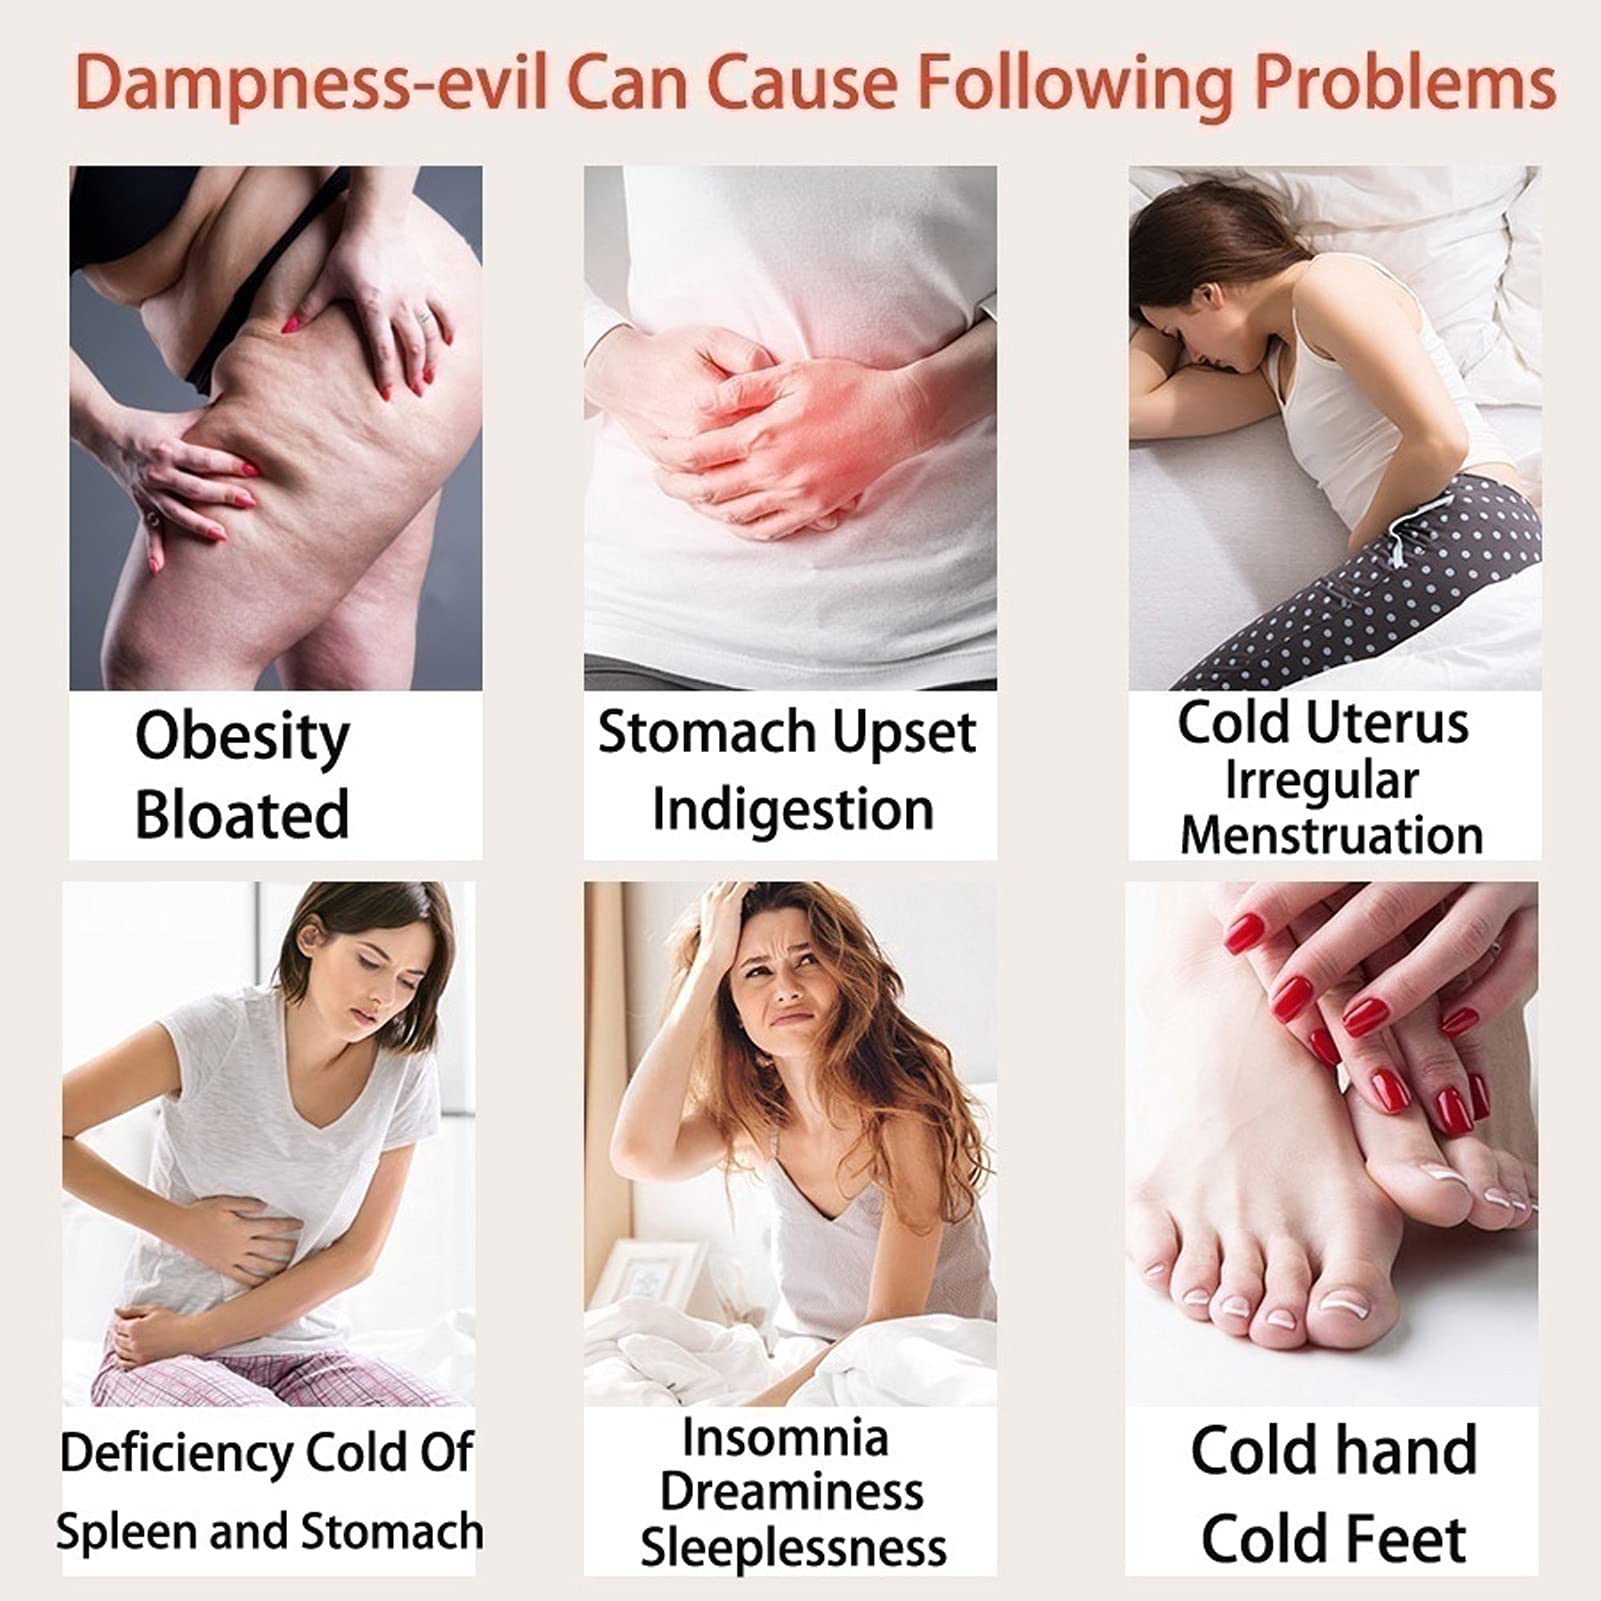 Dampness-evil Can Cause Following Problems
Obesity
Bloated
Stomach Upset
Indigestion
Cold Uterus
Irregular
Menstruation
Deficiency Cold Of
Spleen and Stomach
Insomnia
Dreaminess
Sleeplessness
Cold hand
Cold Feet